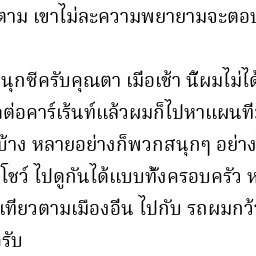 ตาม เขาไม่ละความพยายามจะตอบ
นุกซีครับคุณตา เมื่อเช้า นี้ผมไม่ได้
ต่อคาร์เร้นท์แล้วผมก็ไปหาแผนที่
บ้าง หลายอย่างก็พวกสนุกๆ อย่าง
โชว์ ไปดูกันได้แบบทั้งครอบครัว ห
เที่ยวตามเมืองอื่น ไปกับ รถผมกว้
รับ